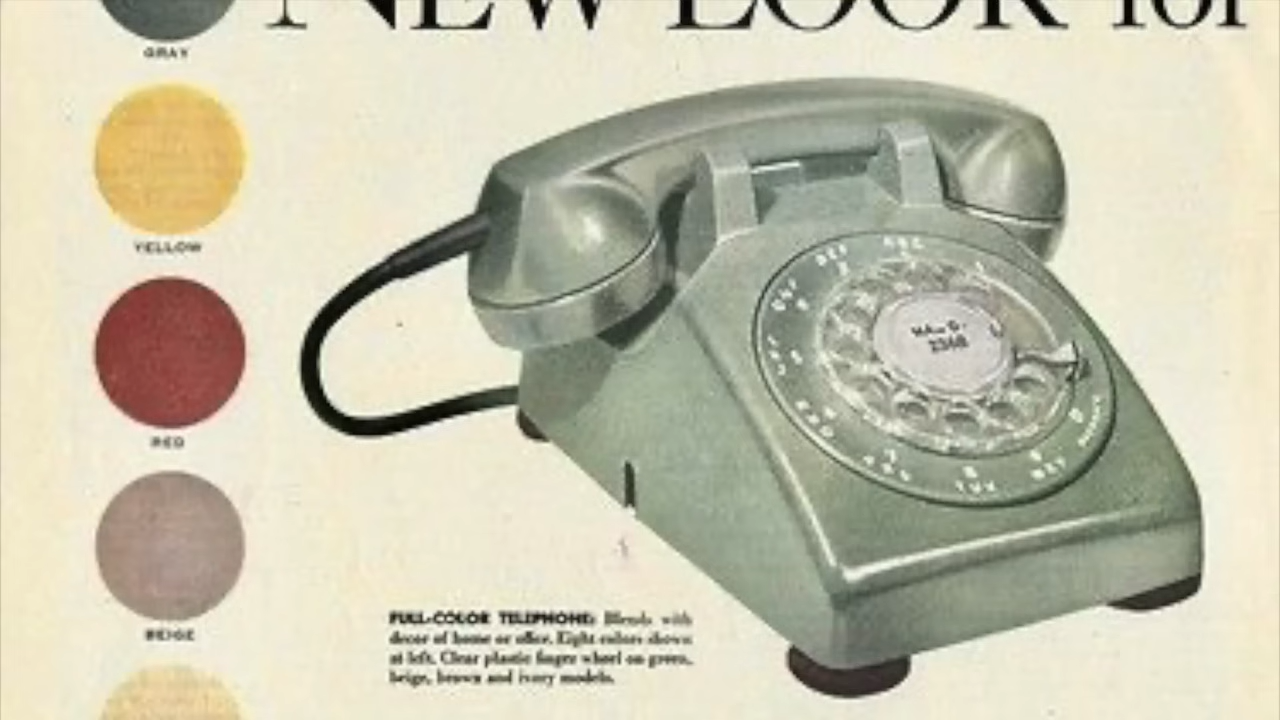 NEW LOOK for
GRAY
YELLOW
RED
BEIGE
FULL-COLOR TELEPHONE: Blends with
decor of home or office. Eight colors shown
at left. Clear plastic finger wheel on green,
beige, brown and ivory models.